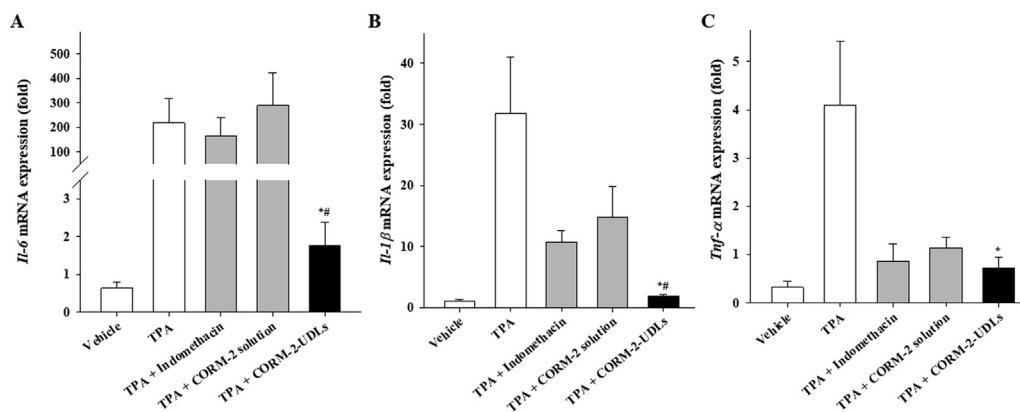 A
Il-6 mRNA expression (fold)
500
400
300
200
100
3
2
1
0
*#
Vehicle
TPA
TPA + Indomethacin
TPA + CORM-2 solution
TPA + CORM-2-UDLs
B
Il-1β mRNA expression (fold)
40
30
20
10
0
*#
Vehicle
TPA
TPA + Indomethacin
TPA + CORM-2 solution
TPA + CORM-2-UDLs
C
Tnf-α mRNA expression (fold)
5
4
3
2
1
0
*
Vehicle
TPA
TPA + Indomethacin
TPA + CORM-2 solution
TPA + CORM-2-UDLs